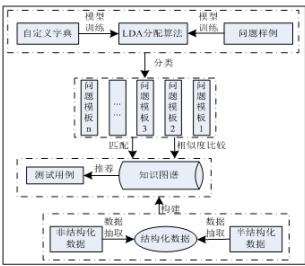 模型训练
模型训练
自定义字典
LDA分配算法
问题样例
分类
问题模板n
……
问题模板3
问题模板2
问题模板1
匹配
相似度比较
测试用例
推荐
知识图谱
构建
数据抽取
数据抽取
非结构化数据
结构化数据
半结构化数据